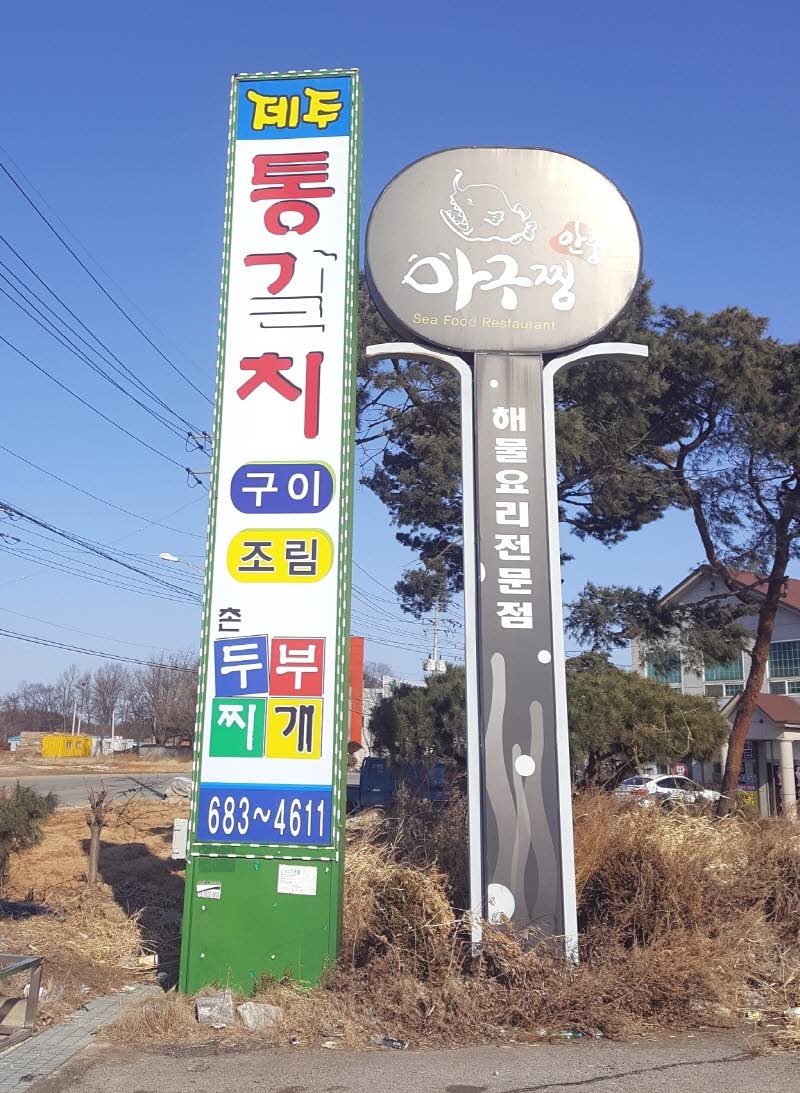 제주
통갈치
구이
조림
촌
두부
찌개
683~4611
안중
아구찜
Sea Food Restaurant
해물요리전문점